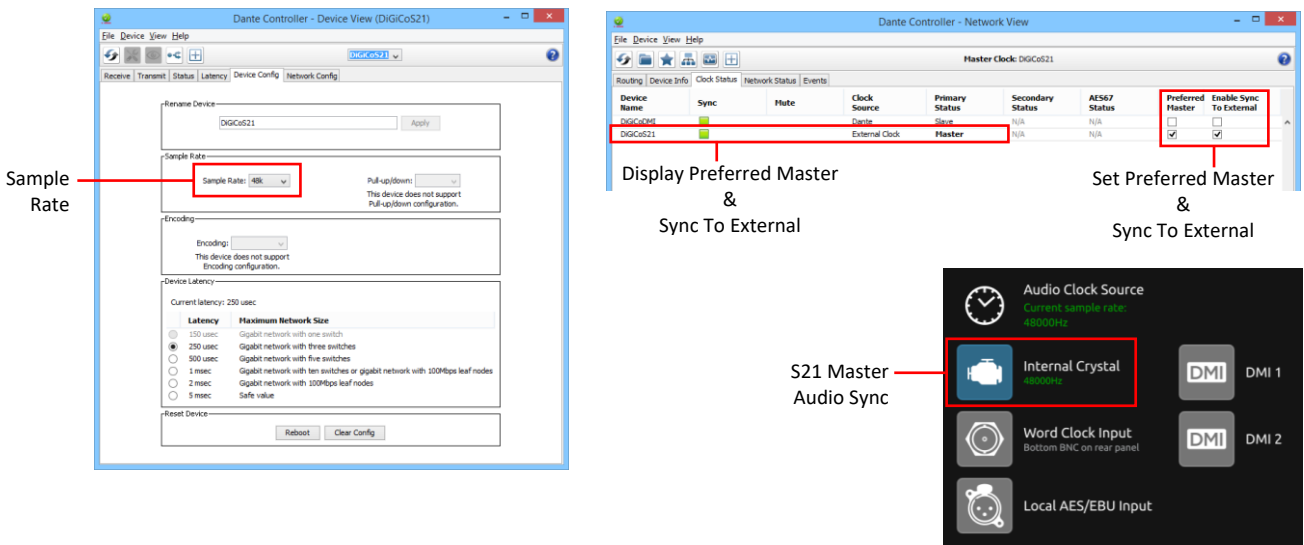 Dante Controller - Device View (DiGiCoS21)
File Device View Help
DiGiCoS21
Receive Transmit Status Latency Device Config Network Config
Rename Device
DiGiCoS21
Apply
Sample Rate
Sample Rate: 48k
Pull-up/down:
This device does not support
Pull-up/down configuration.
Encoding
Encoding:
This device does not support
Encoding configuration.
Device Latency
Current latency: 250 usec
Latency Maximum Network Size
150 usec Gigabit network with one switch
250 usec Gigabit network with three switches
500 usec Gigabit network with five switches
1 msec Gigabit network with ten switches or gigabit network with 100Mbps leaf nodes
2 msec Gigabit network with 100Mbps leaf nodes
5 msec Safe value
Reset Device
Reboot Clear Config
Sample
Rate
Dante Controller - Network View
File Device View Help
Master Clock: DiGiCoS21
Routing Device Info Clock Status Network Status Events
Device Name Sync Mute Clock Source Primary Status Secondary Status AES67 Status Preferred Master Enable Sync To External
DiGiCoDMI Dante Slave N/A N/A
DiGiCoS21 External Clock Master N/A N/A
Display Preferred Master
&
Sync To External
Set Preferred Master
&
Sync To External
S21 Master
Audio Sync
Audio Clock Source
Current sample rate:
48000Hz
Internal Crystal
48000Hz
DMI DMI 1
Word Clock Input
Bottom BNC on rear panel
DMI DMI 2
Local AES/EBU Input